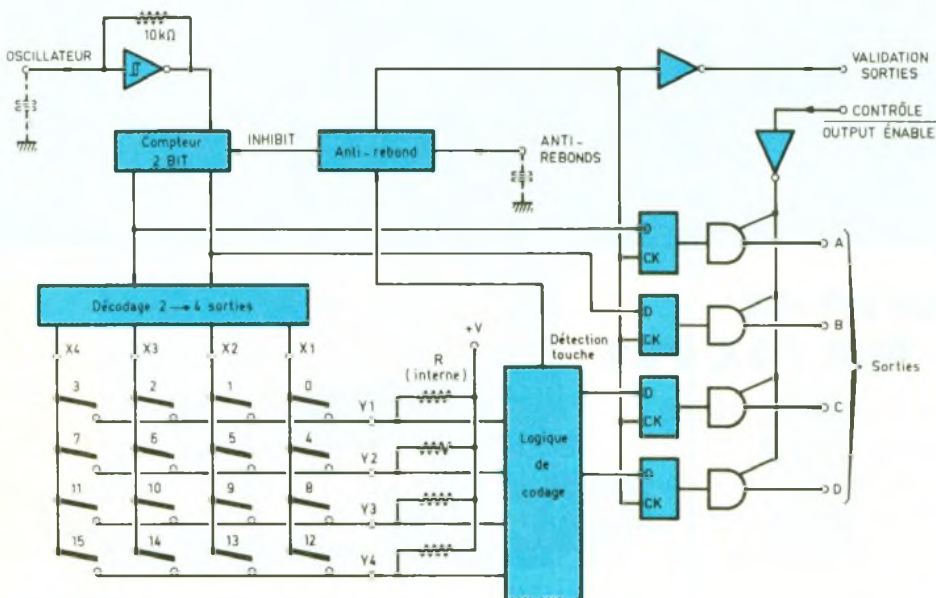 10kΩ
OSCILLATEUR
VALIDATION
SORTIES
CONTRÔLE
OUTPUT ÉNABLE
Compteur
2 BIT
INHIBIT
Anti-rebond
ANTI-
REBONDS
D
CK
A
Décodage 2 → 4 sorties
D
CK
B
X4 X3 X2 X1
+V
R
(interne)
Détection
touche
Sorties
3 2 1 0
Y1
D
CK
C
7 6 5 4
Y2
Logique
de
codage
11 10 9 8
Y3
D
CK
D
15 14 13 12
Y4